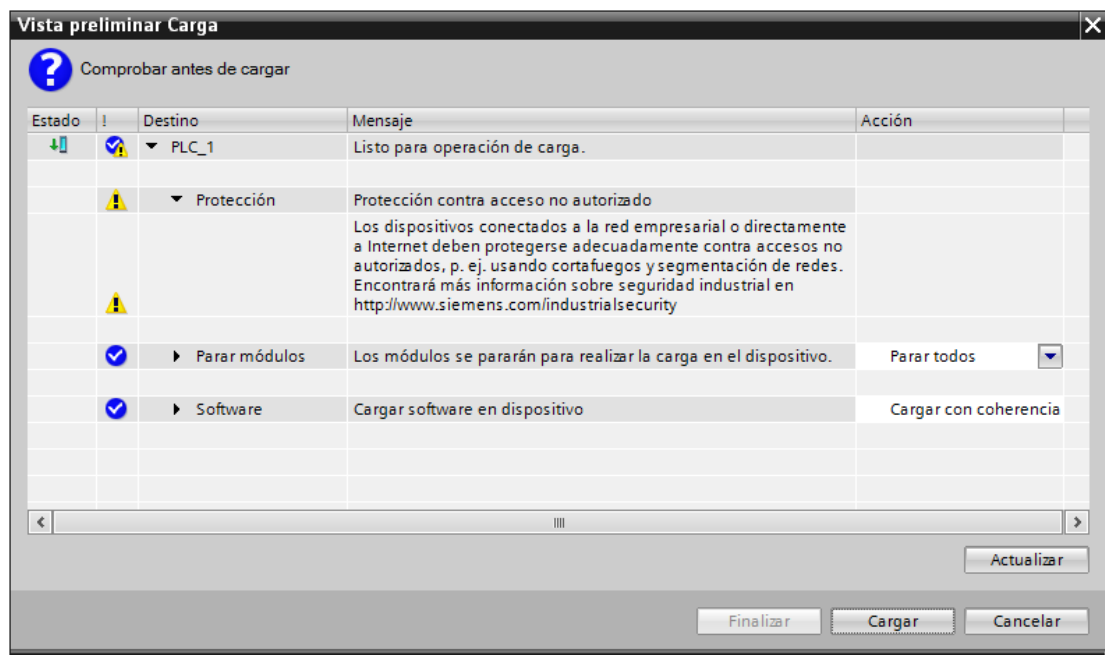 Vista preliminar Carga
Comprobar antes de cargar
Estado ! Destino Mensaje Acción
PLC_1 Listo para operación de carga.
Protección Protección contra acceso no autorizado
Los dispositivos conectados a la red empresarial o directamente
a Internet deben protegerse adecuadamente contra accesos no
autorizados, p. ej. usando cortafuegos y segmentación de redes.
Encontrará más información sobre seguridad industrial en
http://www.siemens.com/industrialsecurity
Parar módulos Los módulos se pararán para realizar la carga en el dispositivo. Parar todos
Software Cargar software en dispositivo Cargar con coherencia
Actualizar
Finalizar Cargar Cancelar